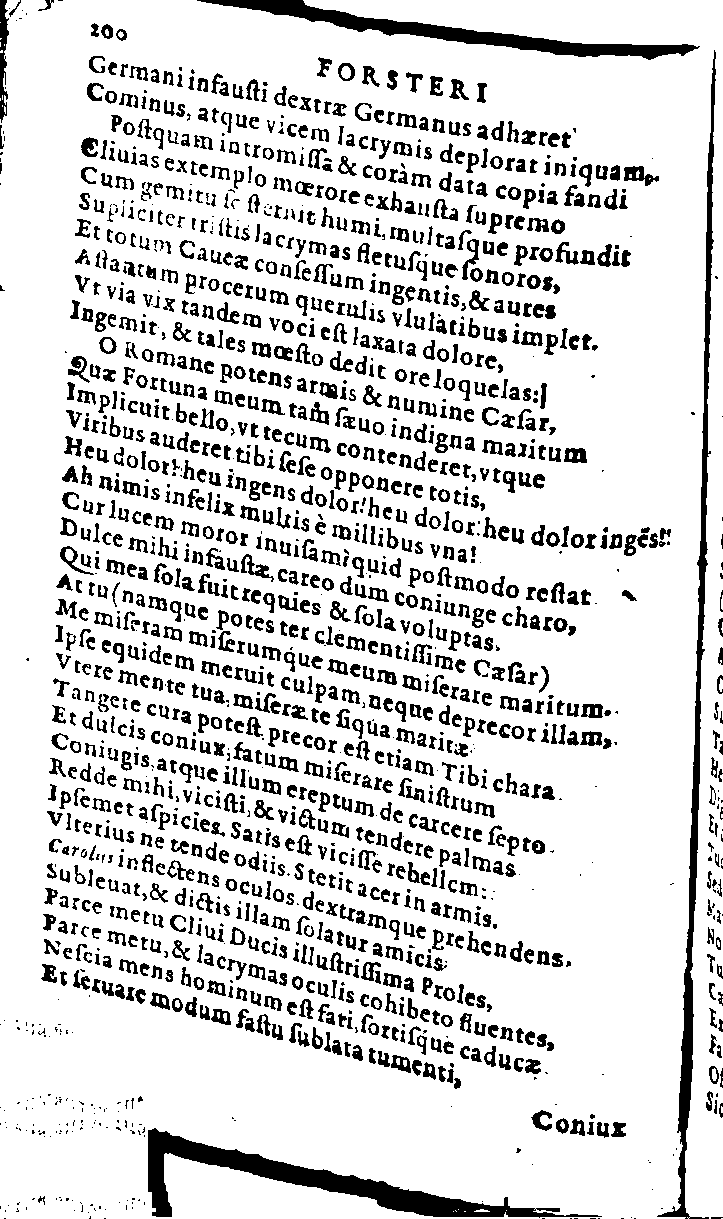 200
FORSTERI
Germani infauſti dextræ Germanus adhæret
Cominus, atque vicem lacrymis deplorat iniquam,.
Poſtquam intromiſſa & coràm data copia fandi
Cliuias extemplo mœrore exhauſta ſupremo
Cum gemitu ſe ſternit humi, multaſque profundit
Supliciter triſtis lacrymas fletuſque ſonoros,
Et totum Caueæ conſeſſum ingentis, & aures
Aſtantum procerum querulis vlulatibus implet.
Vt via vix tandem voci eſt laxata dolore,
Ingemit, & tales mœſto dedit ore loquelas:
O Romane potens armis & numine Cæſar,
Quæ Fortuna meum tam ſæuo indigna maritum
Implicuit bello, vt tecum contenderet, vtque
Viribus auderet tibi ſeſe opponere totis,
Heu dolor! heu ingens dolor! heu dolor: heu dolor ingẽs!!
Ah nimis infelix multis è millibus vna!
Cur lucem moror inuiſam? quid poſtmodo reſtat
Dulce mihi infauſtæ, careo dum coniunge charo,
Qui mea ſola fuit requies & ſola voluptas.
At tu (namque potes ter clementiſſime Cæſar)
Me miſeram miſerumque meum miſerare maritum.
Ipſe equidem meruit culpam, neque deprecor illam,
Vtere mente tua, miſeræ te ſiqua maritæ
Tangere cura poteſt, precor, eſt etiam Tibi chara
Et dulcis coniux; fatum miſerare ſiniſtrum
Coniugis, atque illum ereptum de carcere ſepto
Redde mihi, viciſti, & victum tendere palmas
Ipſemet aſpicies. Satis eſt viciſſe rebellem:
Vlterius ne tende odiis. Stetit acer in armis.
Carolus inflectens oculos, dextramque prehendens,
Subleuat, & dictis illam ſolatur amicis:
Parce metu Cliui Ducis illuſtriſſima Proles,
Parce metu, & lacrymas oculis cohibeto fluentes,
Neſcia mens hominum eſt fati, ſortiſque caducæ
Et ſeruare modum faſtu ſublata tumenti,
Coniux